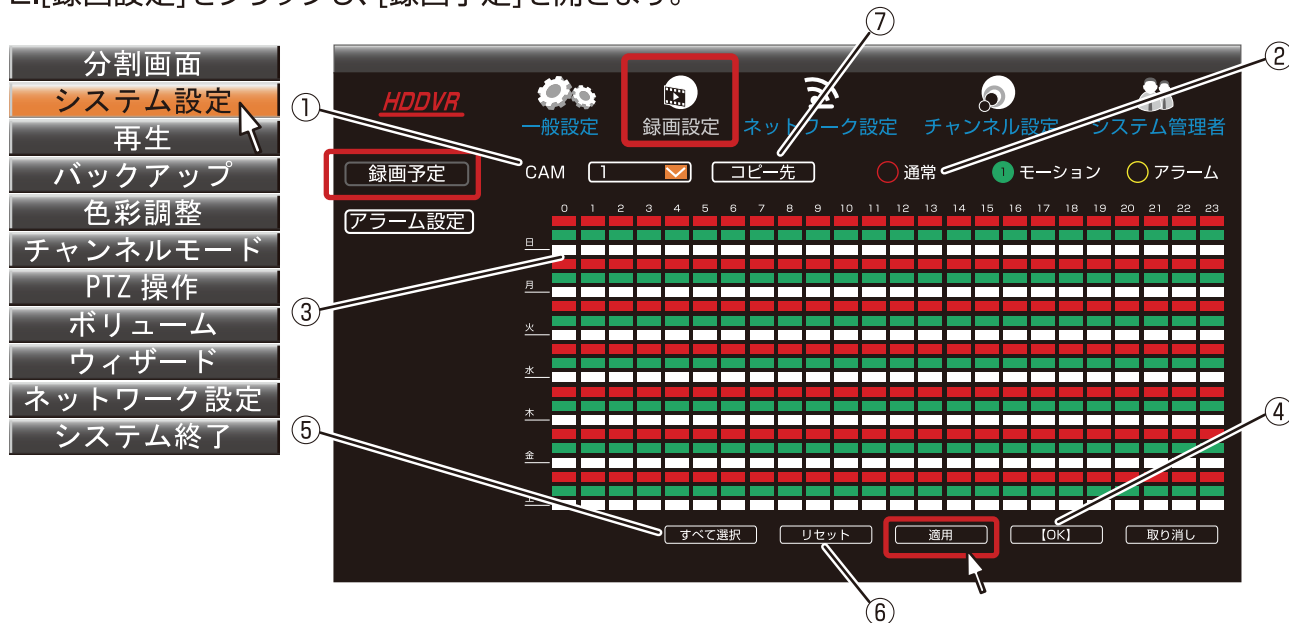 2.[録画設定]をクリックし、[録画予定]を開きます。
⑦
②
分割画面
システム設定
再生
バックアップ
色彩調整
チャンネルモード
PTZ 操作
ボリューム
ウィザード
ネットワーク設定
システム終了
①
③
⑤
HDDVR
一般設定 録画設定 ネットワーク設定 チャンネル設定 システム管理者
録画予定
アラーム設定
CAM 1 コピー先 通常 1 モーション アラーム
0 1 2 3 4 5 6 7 8 9 10 11 12 13 14 15 16 17 18 19 20 21 22 23
日
月
火
水
木
金
土
すべて選択 リセット 適用 【OK】 取り消し
④
⑥